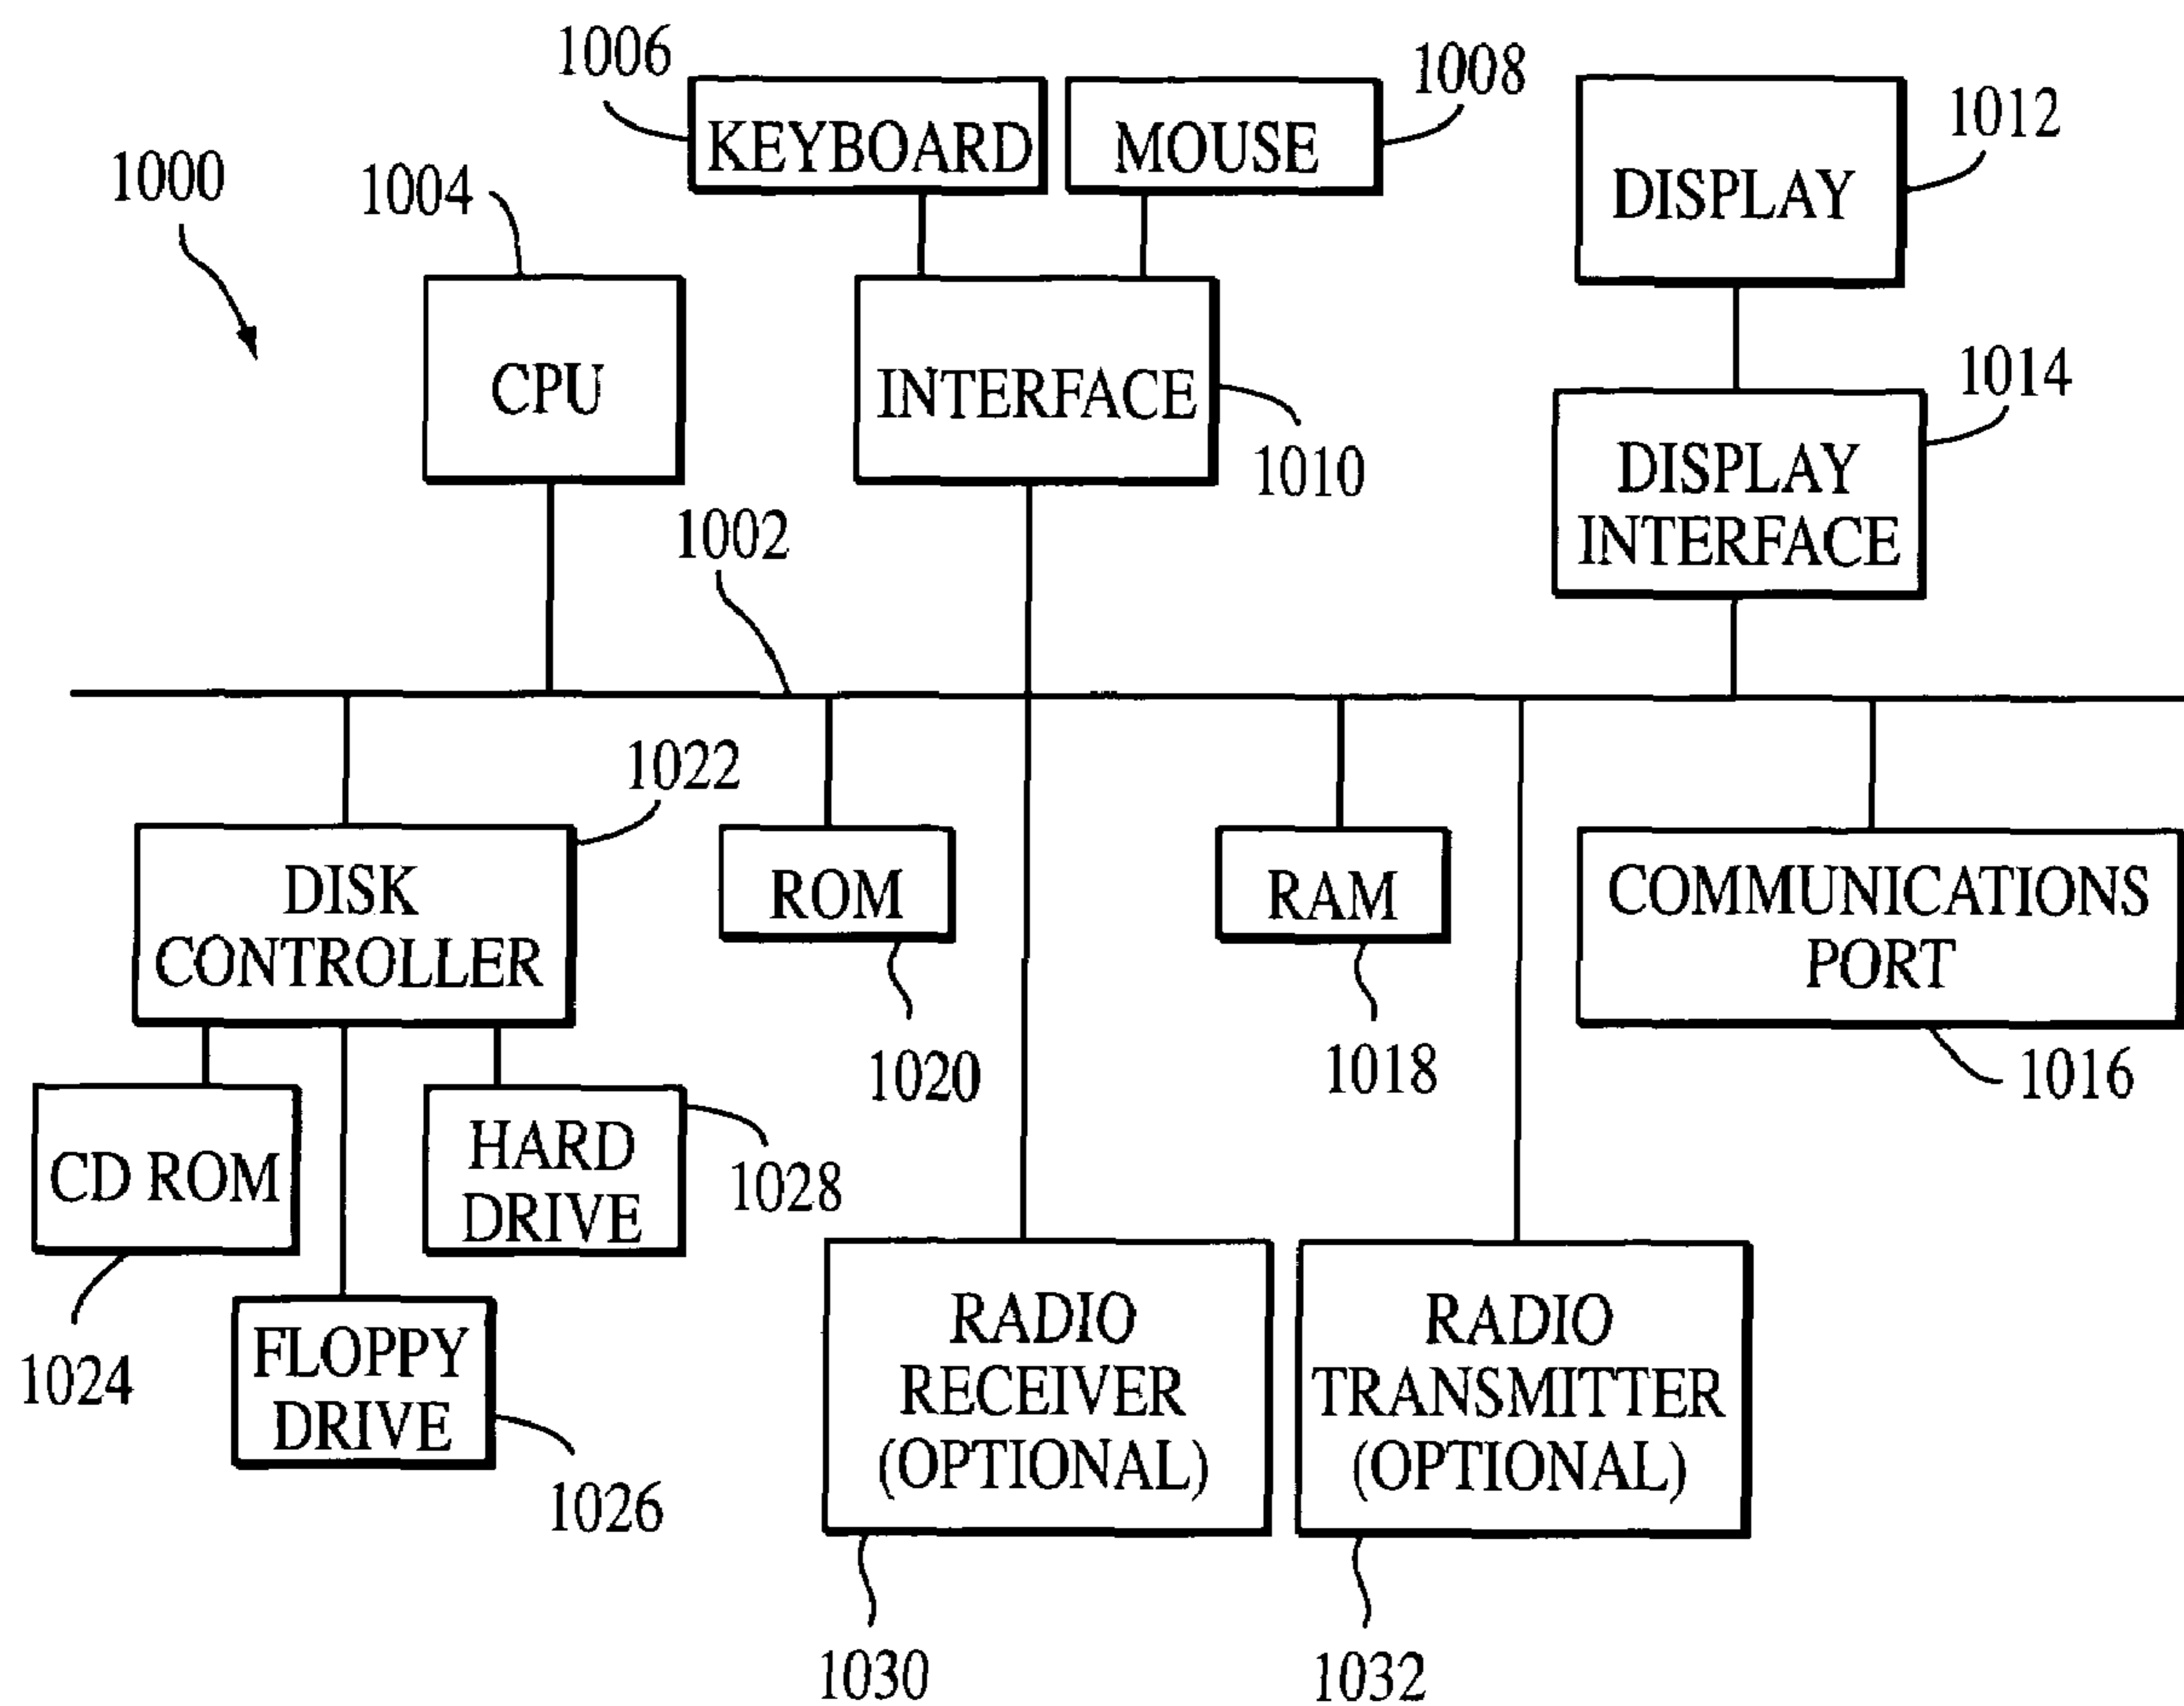 1006
KEYBOARD
MOUSE
1008
DISPLAY
1012
1000
1004
CPU
INTERFACE
1010
DISPLAY
INTERFACE
1014
1002
DISK
CONTROLLER
1022
ROM
1020
RAM
1018
COMMUNICATIONS
PORT
1016
CD ROM
1024
HARD
DRIVE
1028
FLOPPY
DRIVE
1026
RADIO
RECEIVER
(OPTIONAL)
1030
RADIO
TRANSMITTER
(OPTIONAL)
1032